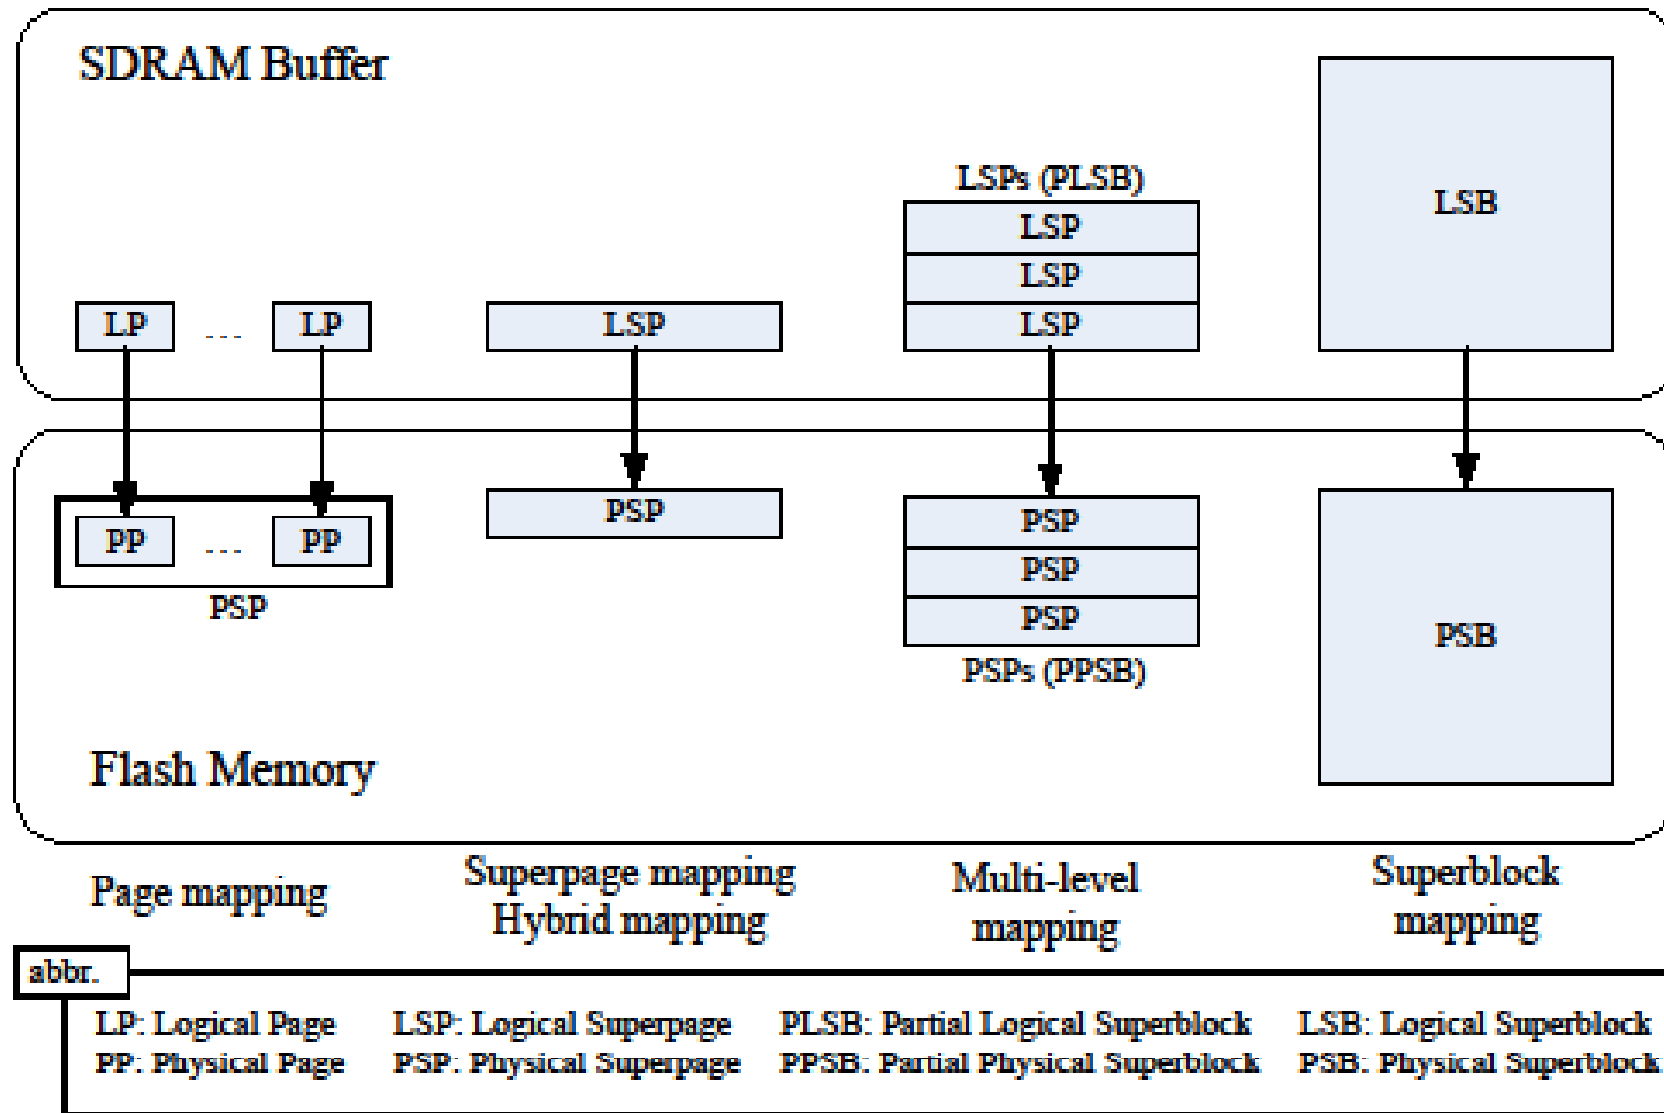 SDRAM Buffer
LSPs (PLSB)
LSP
LSP
LSP
LSB
LP
...
LP
LSP
PP
...
PP
PSP
PSP
PSP
PSP
PSP
PSPs (PPSB)
PSB
Flash Memory
Page mapping
Superpage mapping
Hybrid mapping
Multi-level
mapping
Superblock
mapping
abbr.
LP: Logical Page
LSP: Logical Superpage
PLSB: Partial Logical Superblock
LSB: Logical Superblock
PP: Physical Page
PSP: Physical Superpage
PPSB: Partial Physical Superblock
PSB: Physical Superblock